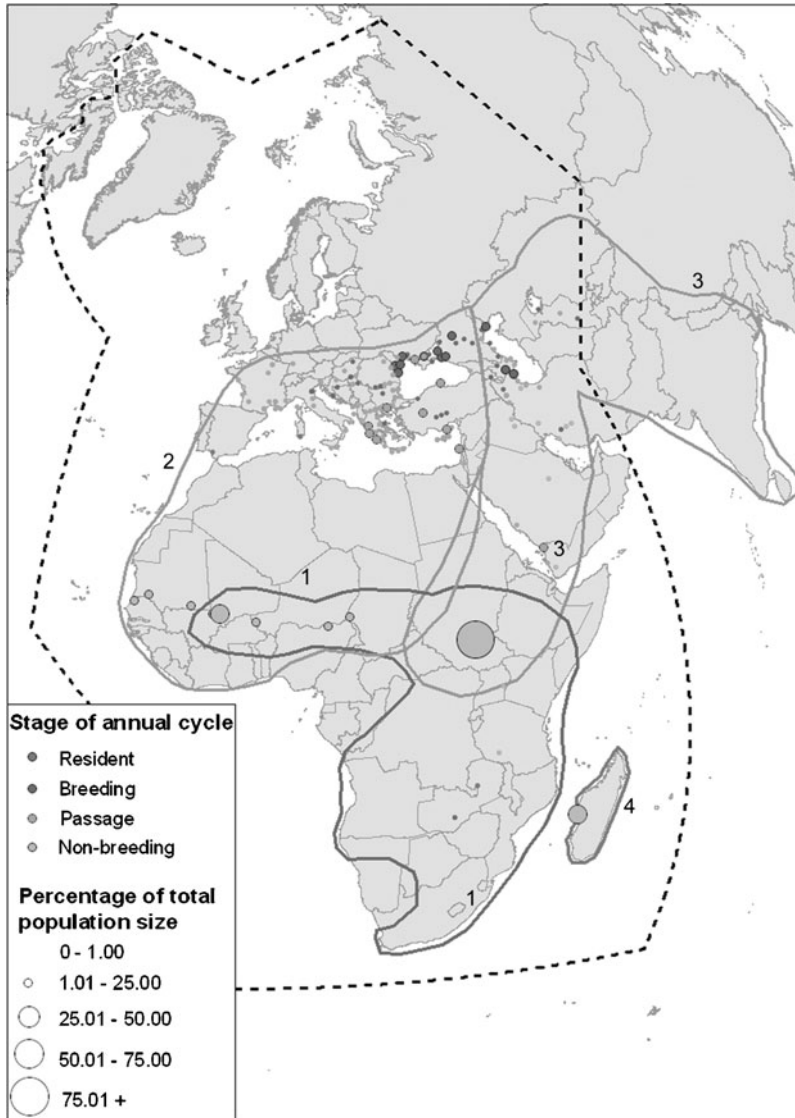 3
2
3
1
4
1
Stage of annual cycle
Resident
Breeding
Passage
Non-breeding
Percentage of total
population size
0 - 1.00
1.01 - 25.00
25.01 - 50.00
50.01 - 75.00
75.01 +